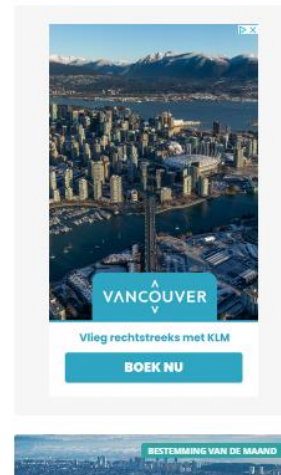 VANCOUVER
Vlieg rechtstreeks met KLM
BOEK NU
BESTEMMING VAN DE MAAND